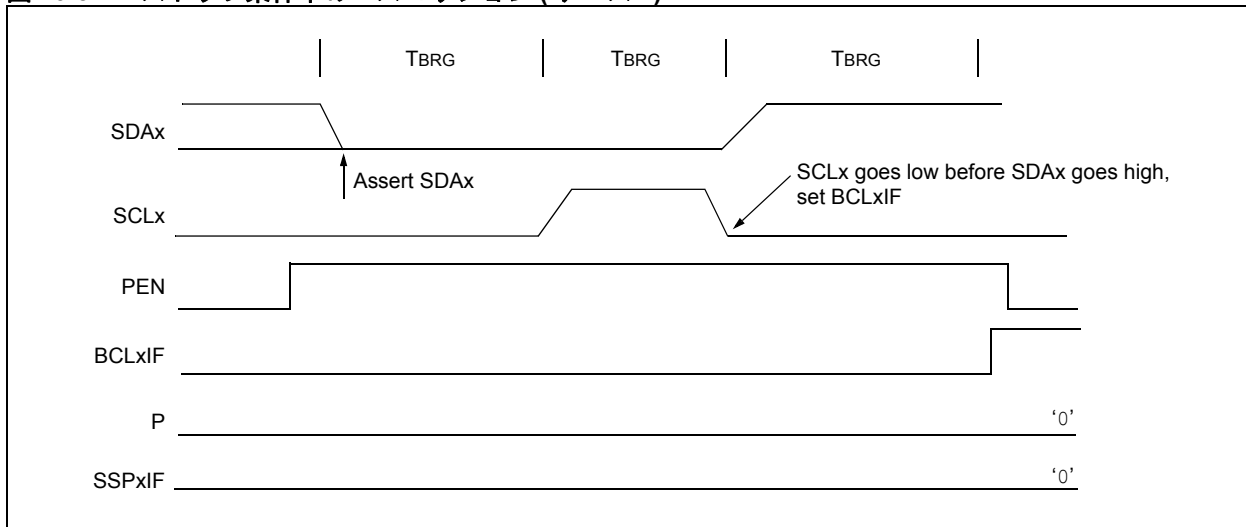 TBRG TBRG TBRG
SDAx
Assert SDAx
SCLx goes low before SDAx goes high,
set BCLxIF
SCLx
PEN
BCLxIF
P
‘0’
SSPxIF
‘0’